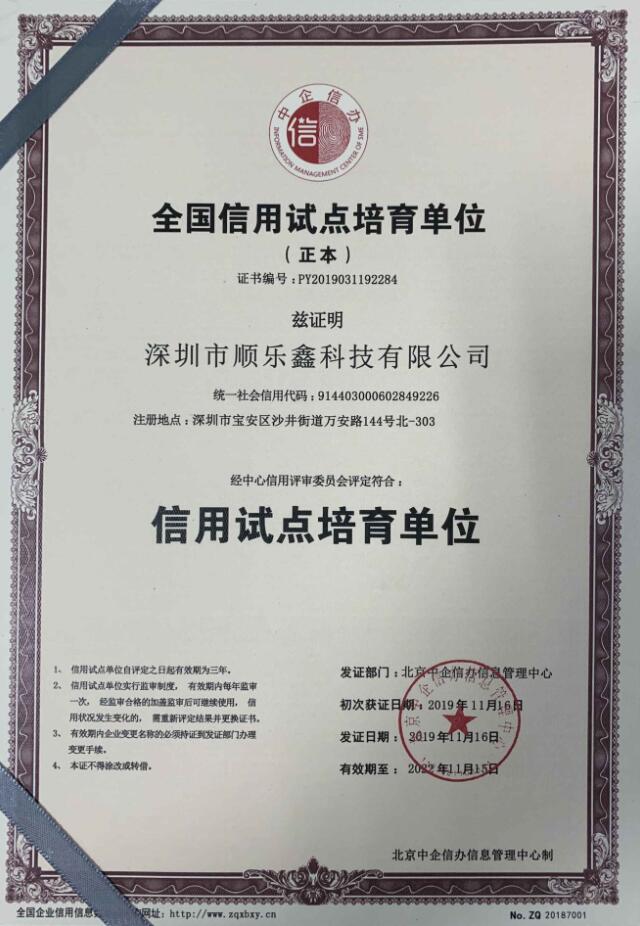 中企信办
信
INFORMATION MANAGEMENT CENTER OF SME
全国信用试点培育单位
(正本)
证书编号:PY2019031192284
兹证明
深圳市顺乐鑫科技有限公司
统一社会信用代码:914403000602849226
注册地点:深圳市宝安区沙井街道万安路144号北-303
经中心信用评审委员会评定符合:
信用试点培育单位
1、 信用试点单位自评定之日起有效期为三年。
2、 信用试点单位实行监审制度, 有效期内每年监审
一次, 经监审合格的加盖监审后可继续使用, 信
用状况发生变化的, 需重新评定结果并更换证书。
3、 有效期内企业变更名称的必须持证到发证部门办理
变更手续。
4、 本证不得涂改或转借。
发证部门:北京中企信办信息管理中心
初次获证日期:2019年11月16日
发证日期:2019年11月16日
有效期至:2022年11月15日
北京中企信办信息管理中心
北京中企信办信息管理中心制
全国企业信用信息 网址:http://www.zqxbxy.cn
No. ZQ 20187001